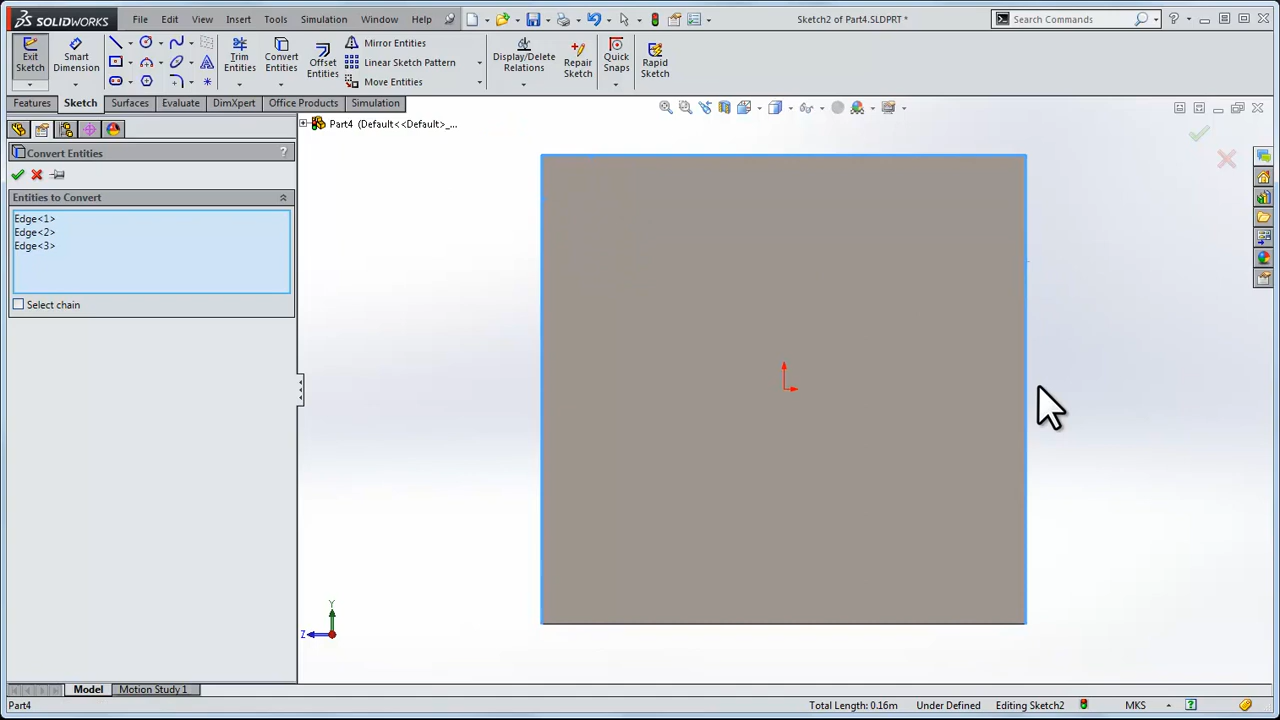 SOLIDWORKS File Edit View Insert Tools Simulation Window Help Sketch2 of Part4.SLDPRT * Search Commands ?
Exit Sketch
Smart Dimension
Trim Entities
Convert Entities
Offset Entities
Mirror Entities
Linear Sketch Pattern
Move Entities
Display/Delete Relations
Repair Sketch
Quick Snaps
Rapid Sketch
Features Sketch Surfaces Evaluate DimXpert Office Products Simulation
Part4 (Default<<Default>_...
Convert Entities ?
Entities to Convert
Edge<1>
Edge<2>
Edge<3>
Select chain
Y
Z
Model Motion Study 1
Part4 Total Length: 0.16m Under Defined Editing Sketch2 MKS ?